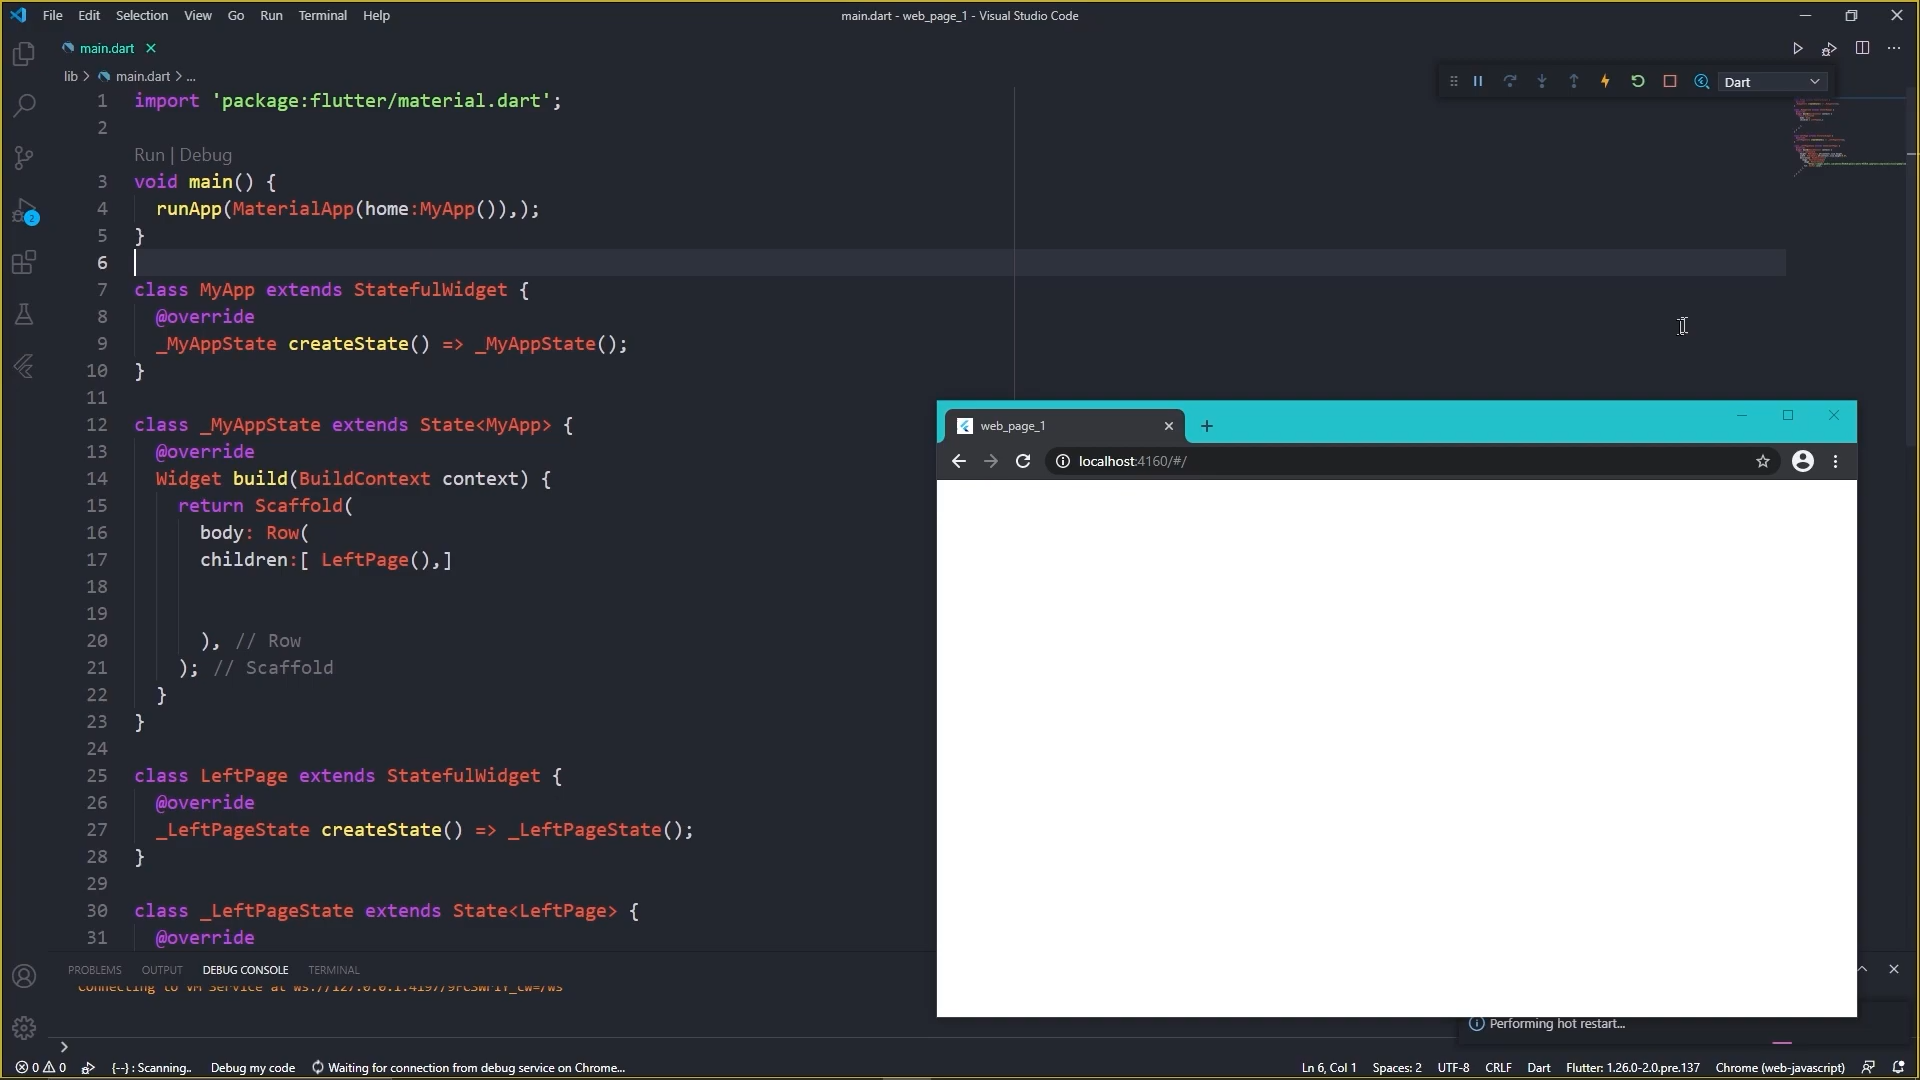 File Edit Selection View Go Run Terminal Help
main.dart - web_page_1 - Visual Studio Code
main.dart
lib > main.dart > ...
Dart
1 import 'package:flutter/material.dart';
2
Run | Debug
3 void main() {
4 runApp(MaterialApp(home:MyApp()),);
5 }
6
7 class MyApp extends StatefulWidget {
8 @override
9 _MyAppState createState() => _MyAppState();
10 }
11
12 class _MyAppState extends State<MyApp> {
13 @override
14 Widget build(BuildContext context) {
15 return Scaffold(
16 body: Row(
17 children:[ LeftPage(),]
18
19
20 ), // Row
21 ); // Scaffold
22 }
23 }
24
25 class LeftPage extends StatefulWidget {
26 @override
27 _LeftPageState createState() => _LeftPageState();
28 }
29
30 class _LeftPageState extends State<LeftPage> {
31 @override
2
web_page_1
localhost:4160/#/
PROBLEMS OUTPUT DEBUG CONSOLE TERMINAL
Connecting to VM Service at
Performing hot restart...
0 0 {--} : Scanning.. Debug my code Waiting for connection from debug service on Chrome...
Ln 6, Col 1 Spaces: 2 UTF-8 CRLF Dart Flutter: 1.26.0-2.0.pre.137 Chrome (web-javascript)